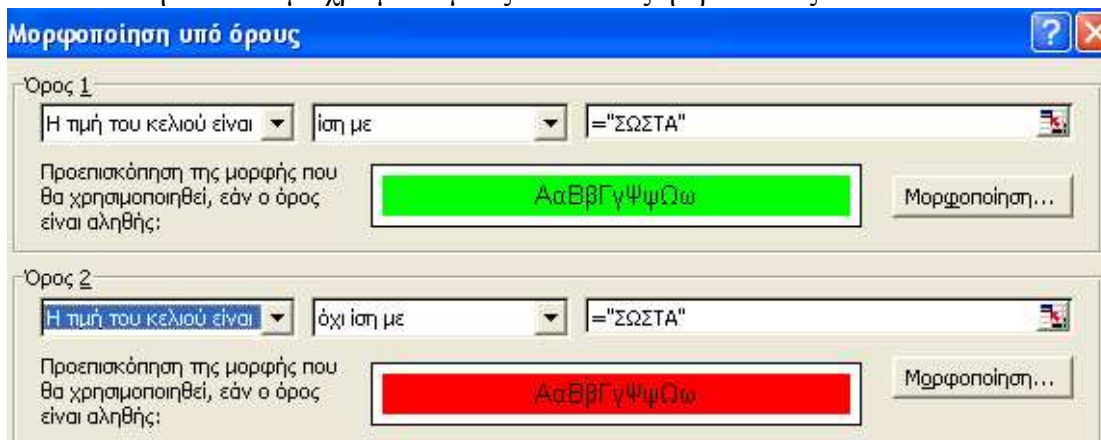 Μορφοποίηση υπό όρους
Όρος 1
Η τιμή του κελιού είναι ίση με ="ΣΩΣΤΑ"
Προεπισκόπηση της μορφής που
θα χρησιμοποιηθεί, εάν ο όρος
είναι αληθής:
ΑαΒβΓγΨψΩω
Μορφοποίηση...
Όρος 2
Η τιμή του κελιού είναι όχι ίση με ="ΣΩΣΤΑ"
Προεπισκόπηση της μορφής που
θα χρησιμοποιηθεί, εάν ο όρος
είναι αληθής:
ΑαΒβΓγΨψΩω
Μορφοποίηση...